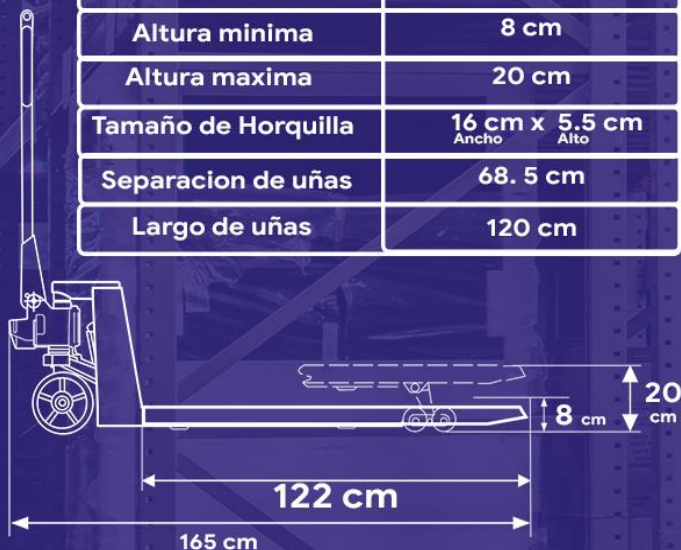 Altura minima 8 cm
Altura maxima 20 cm
Tamaño de Horquilla 16 cm x 5.5 cm
Ancho Alto
Separacion de uñas 68. 5 cm
Largo de uñas 120 cm
20
8 cm cm
122 cm
165 cm